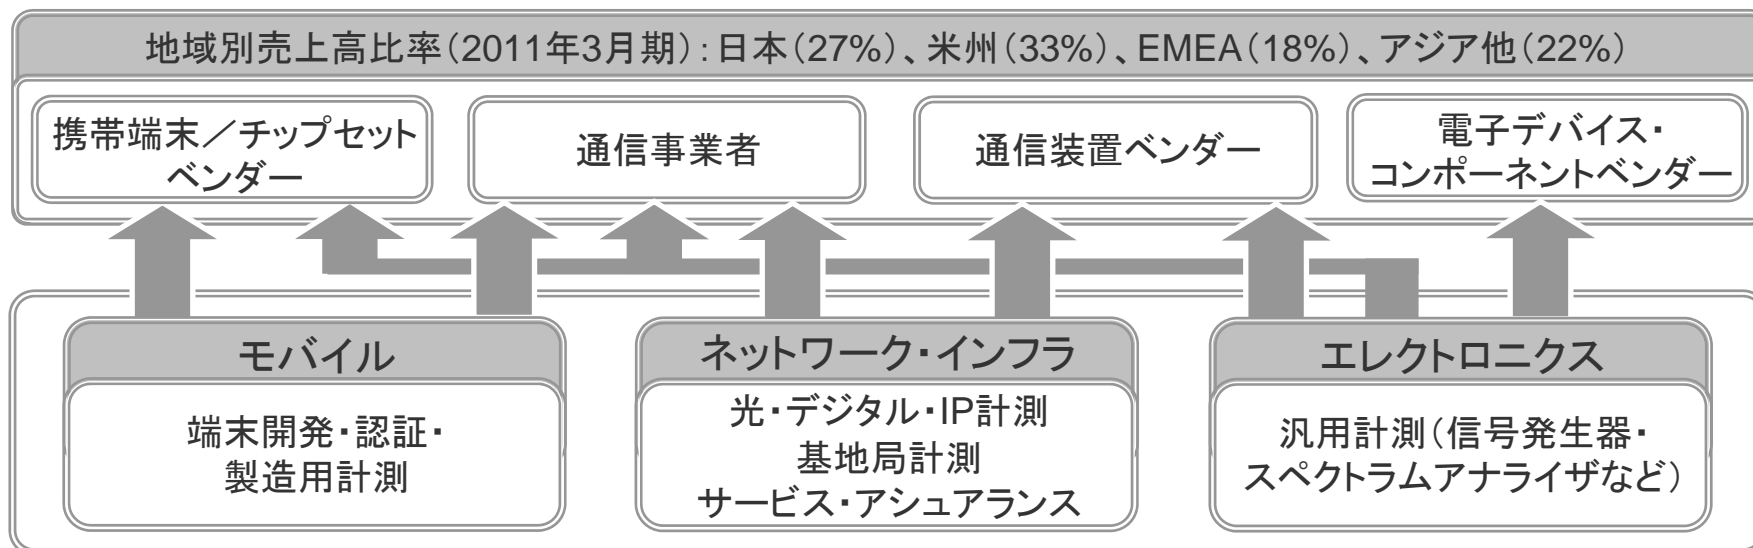 地域別売上高比率（2011年3月期）：日本（27%）、米州（33%）、EMEA（18%）、アジア他（22%）
携帯端末／チップセット
ベンダー
通信事業者
通信装置ベンダー
電子デバイス・
コンポーネントベンダー
モバイル
端末開発・認証・
製造用計測
ネットワーク・インフラ
光・デジタル・IP計測
基地局計測
サービス・アシュアランス
エレクトロニクス
汎用計測（信号発生器・
スペクトラムアナライザなど）